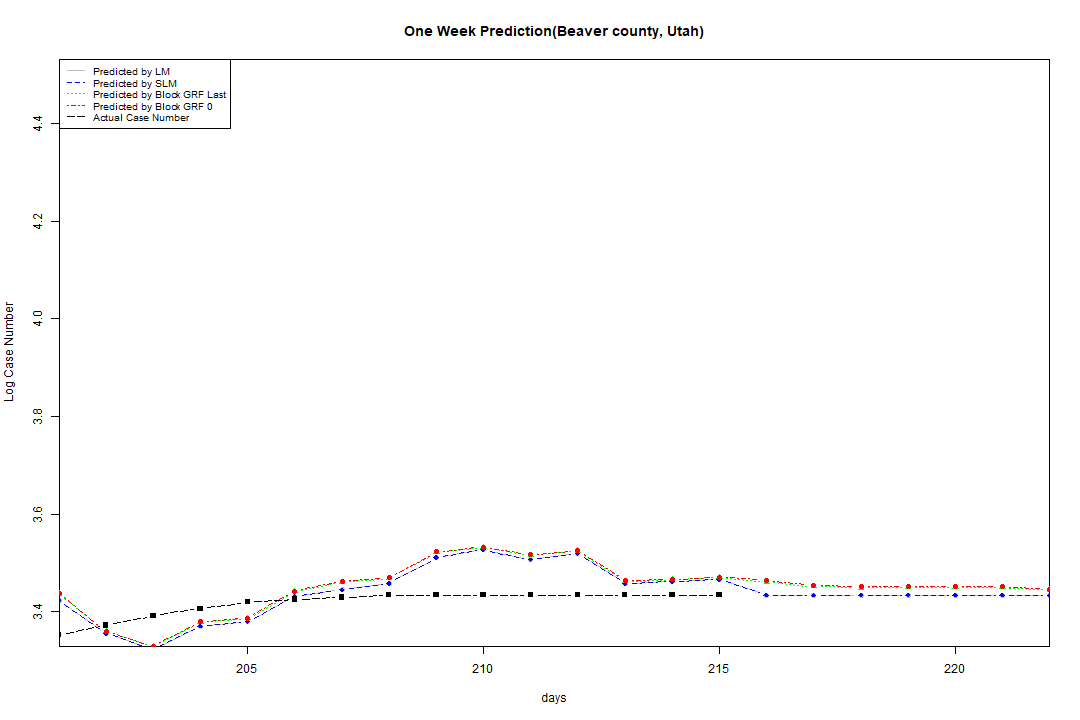 One Week Prediction(Beaver county, Utah)
Predicted by LM
Predicted by SLM
Predicted by Block GRF Last
Predicted by Block GRF 0
Actual Case Number
4.4
4.2
4.0
3.8
3.6
3.4
Log Case Number
205
210
215
220
days